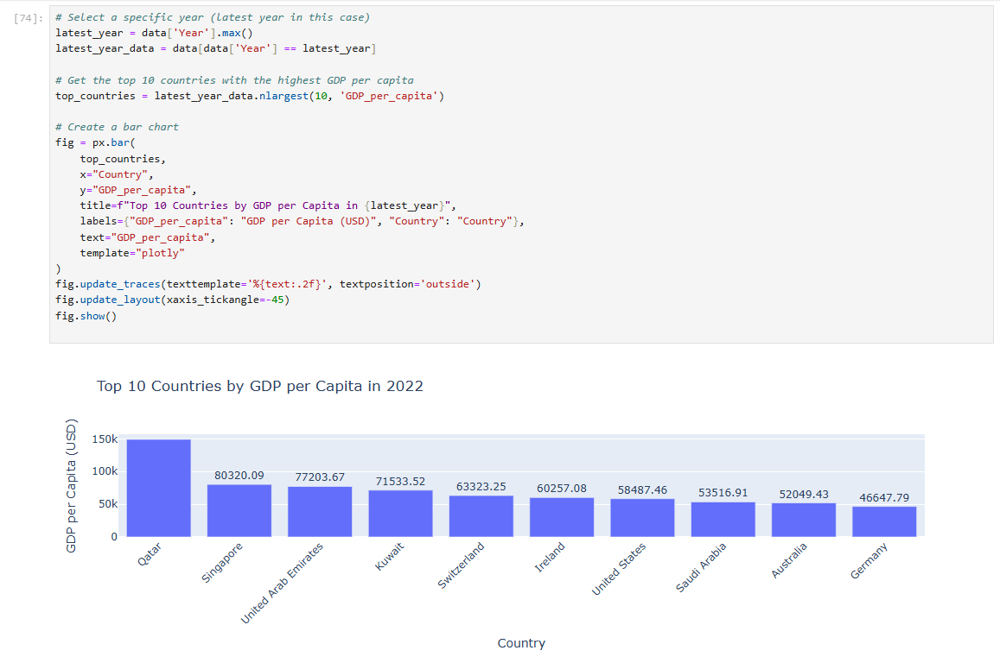 [74]:
# Select a specific year (latest year in this case)
latest_year = data['Year'].max()
latest_year_data = data[data['Year'] == latest_year]
# Get the top 10 countries with the highest GDP per capita
top_countries = latest_year_data.nlargest(10, 'GDP_per_capita')
# Create a bar chart
fig = px.bar(
    top_countries,
    x="Country",
    y="GDP_per_capita",
    title=f"Top 10 Countries by GDP per Capita in {latest_year}",
    labels={"GDP_per_capita": "GDP per Capita (USD)", "Country": "Country"},
    text="GDP_per_capita",
    template="plotly"
)
fig.update_traces(texttemplate='%{text:.2f}', textposition='outside')
fig.update_layout(xaxis_tickangle=-45)
fig.show()
Top 10 Countries by GDP per Capita in 2022
GDP per Capita (USD)
150k
100k
50k
0
80320.09
77203.67
71533.52
63323.25
60257.08
58487.46
53516.91
52049.43
46647.79
Qatar
Singapore
United Arab Emirates
Kuwait
Switzerland
Ireland
United States
Saudi Arabia
Australia
Germany
Country